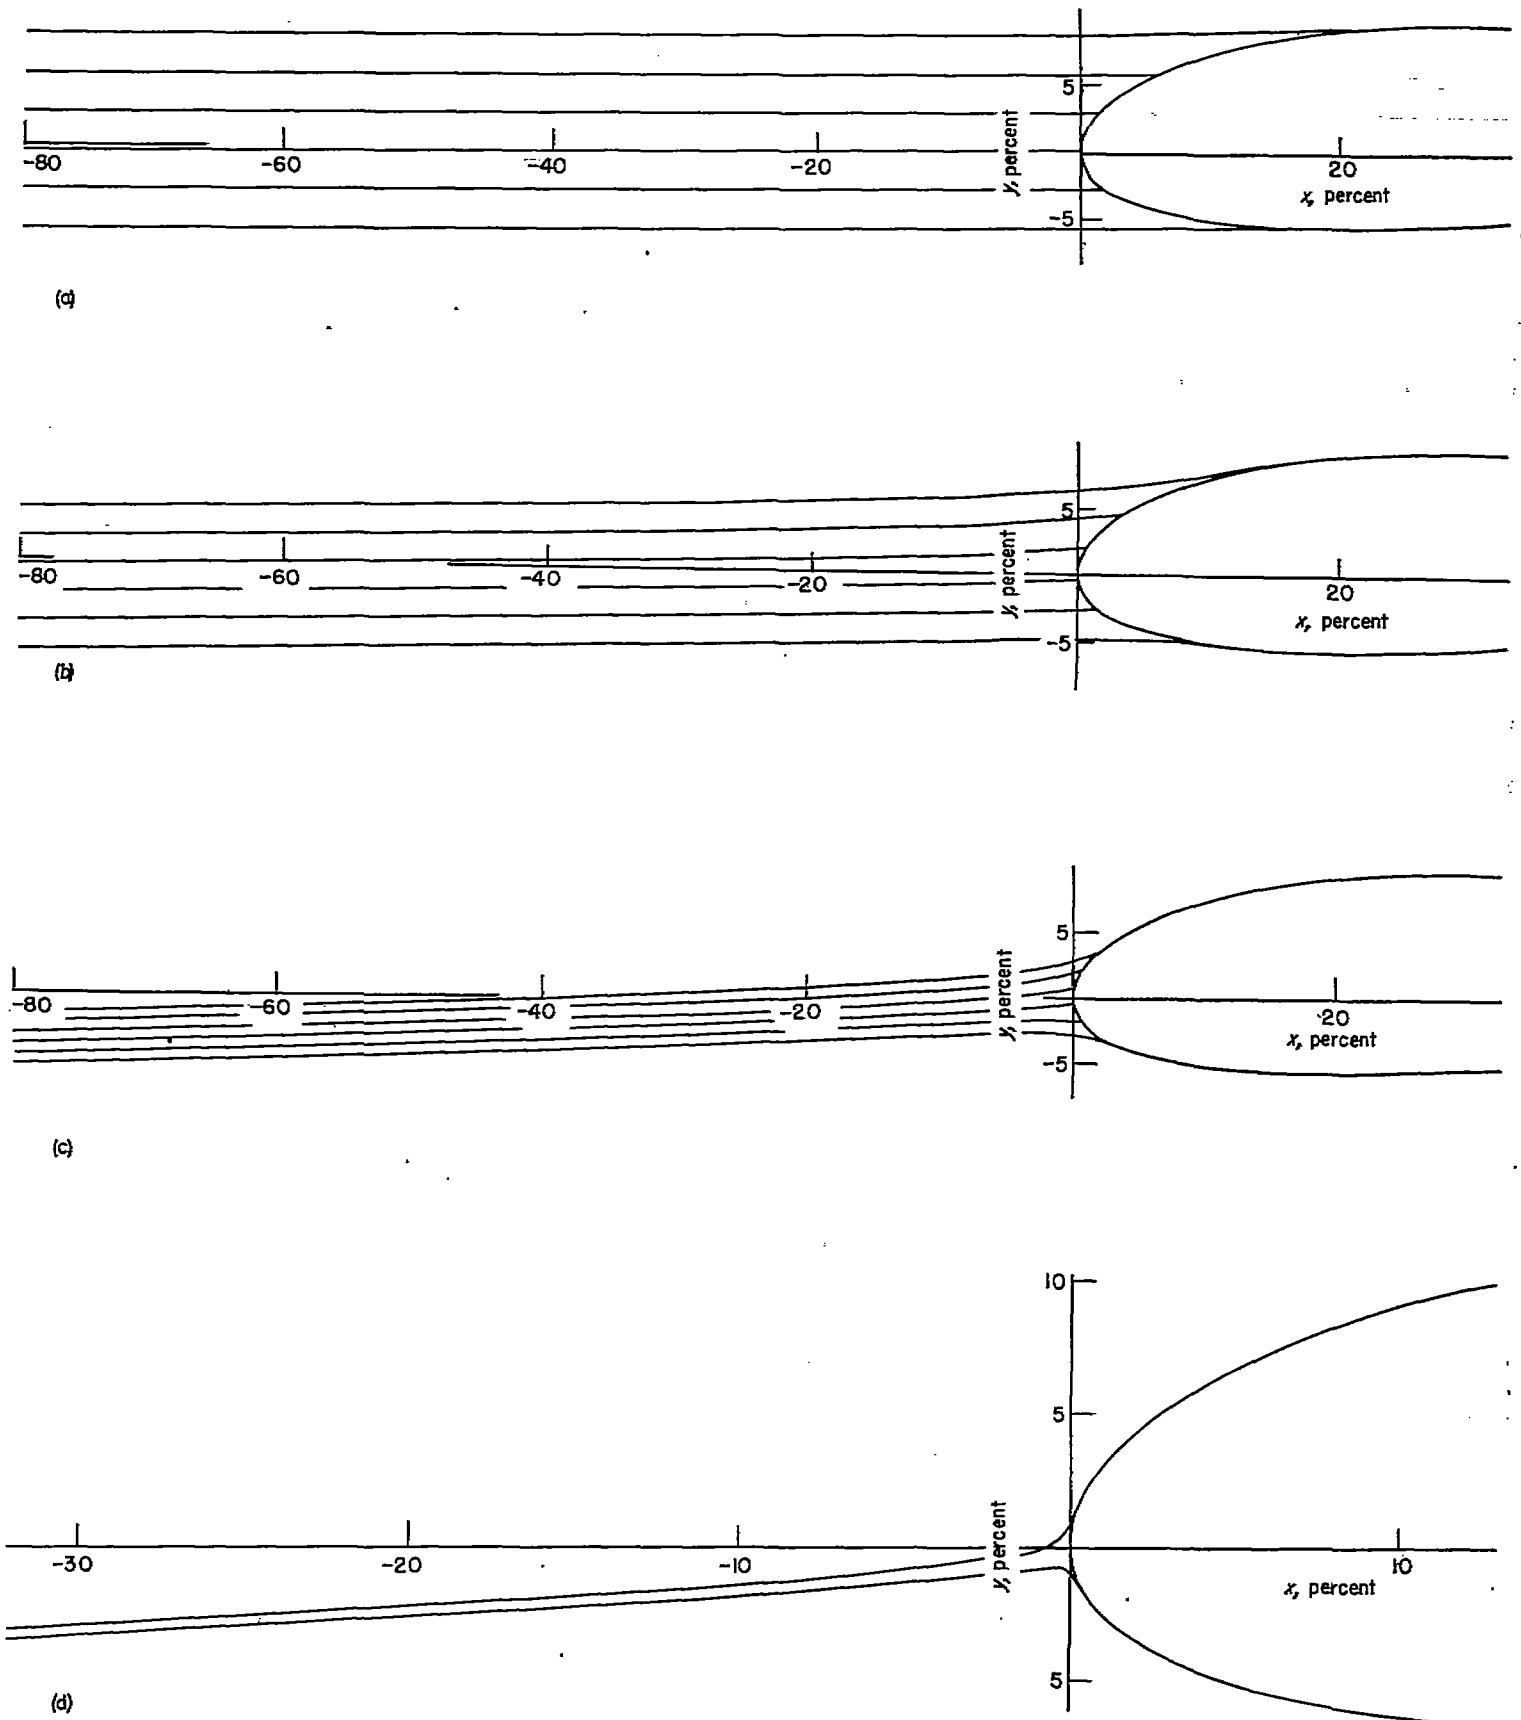 5
-80 -60 -40 -20 20
y, percent
x, percent
-5
(a)
5
-80 -60 -40 -20 20
y, percent
x, percent
-5
(b)
5
-80 -60 -40 -20 20
y, percent
x, percent
-5
(c)
10
5
-30 -20 -10 10
y, percent
x, percent
5
(d)